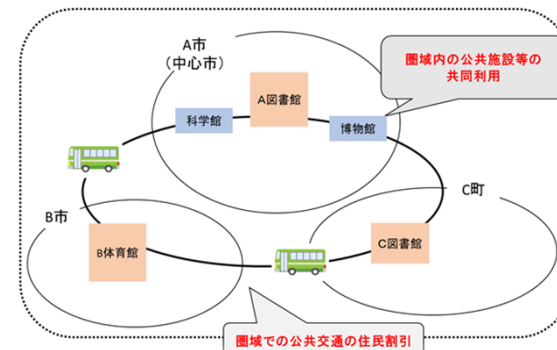 A市
（中心市）
圏域内の公共施設等の
共同利用
A図書館
科学館
博物館
C町
B市
C図書館
B体育館
圏域での公共交通の住民割引